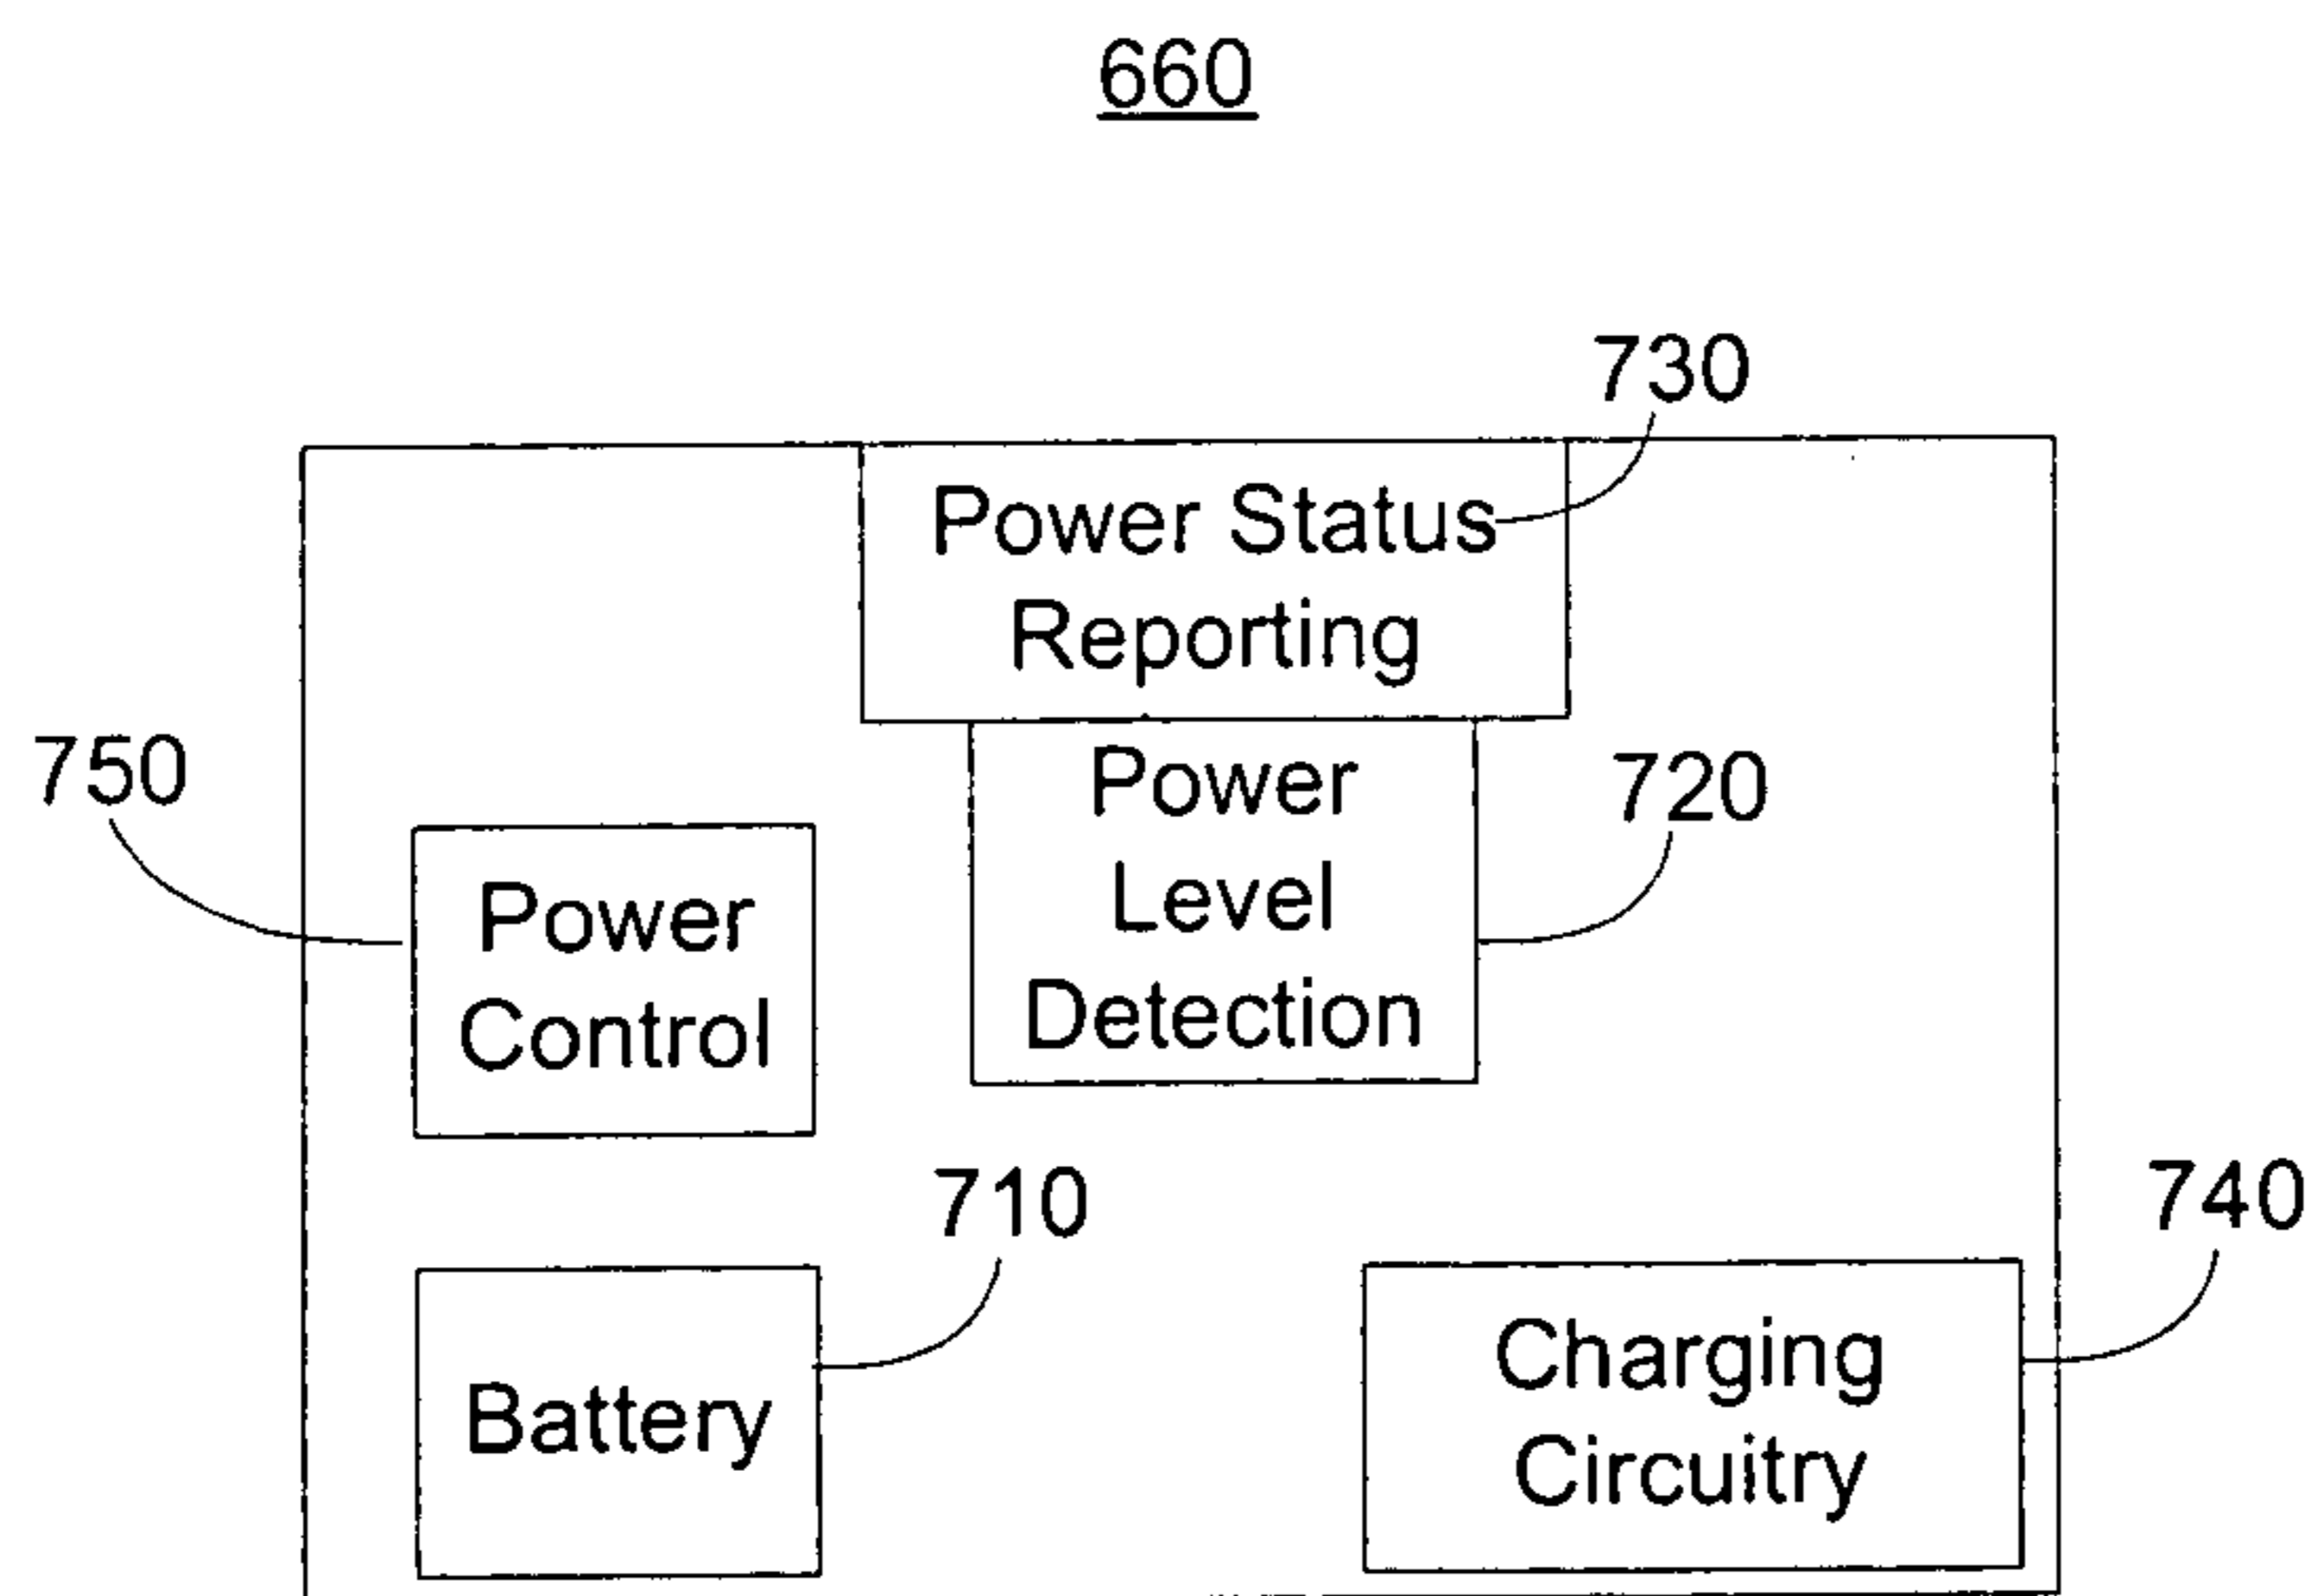 660
730
Power Status
Reporting
750
Power
Level
Detection
720
Power
Control
710
740
Battery
Charging
Circuitry